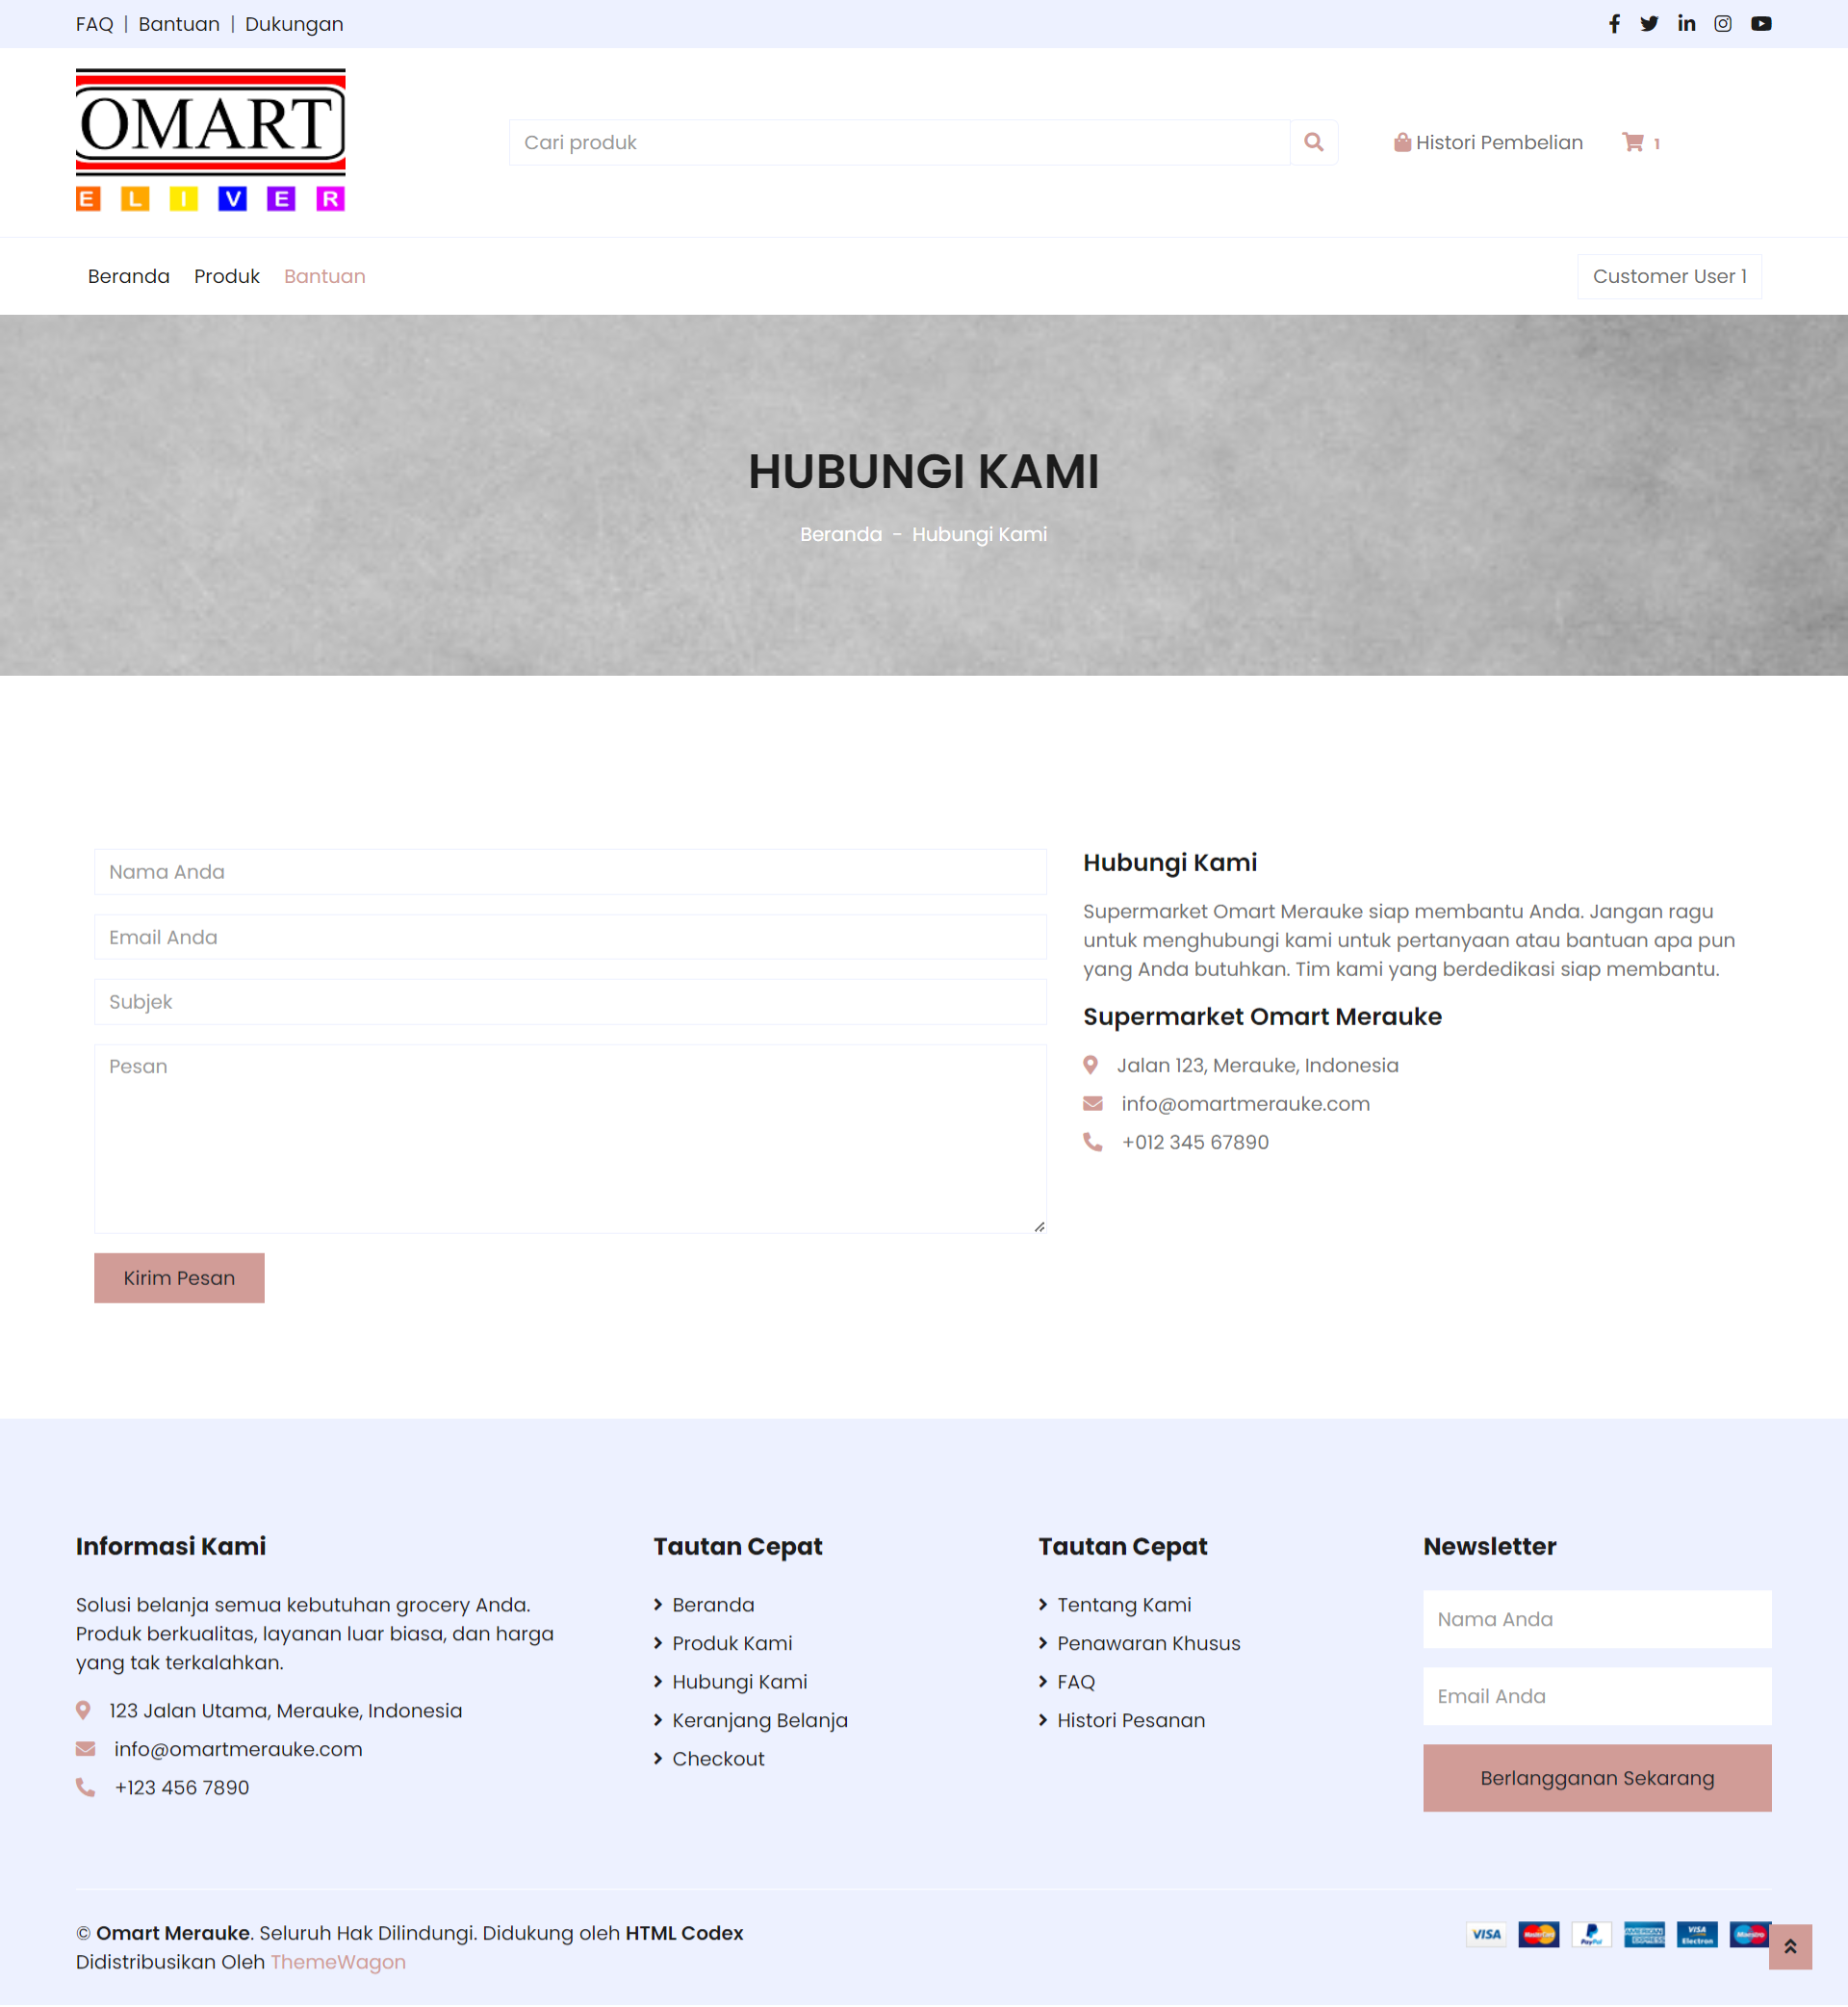 FAQ | Bantuan | Dukungan
OMART
E L I V E R
Cari produk
Histori Pembelian
1
Beranda Produk Bantuan
Customer User 1
HUBUNGI KAMI
Beranda - Hubungi Kami
Nama Anda
Email Anda
Subjek
Pesan
Kirim Pesan
Hubungi Kami
Supermarket Omart Merauke siap membantu Anda. Jangan ragu
untuk menghubungi kami untuk pertanyaan atau bantuan apa pun
yang Anda butuhkan. Tim kami yang berdedikasi siap membantu.
Supermarket Omart Merauke
Jalan 123, Merauke, Indonesia
info@omartmerauke.com
+012 345 67890
Informasi Kami
Solusi belanja semua kebutuhan grocery Anda.
Produk berkualitas, layanan luar biasa, dan harga
yang tak terkalahkan.
123 Jalan Utama, Merauke, Indonesia
info@omartmerauke.com
+123 456 7890
Tautan Cepat
Beranda
Produk Kami
Hubungi Kami
Keranjang Belanja
Checkout
Tautan Cepat
Tentang Kami
Penawaran Khusus
FAQ
Histori Pesanan
Newsletter
Nama Anda
Email Anda
Berlangganan Sekarang
© Omart Merauke. Seluruh Hak Dilindungi. Didukung oleh HTML Codex
Didistribusikan Oleh ThemeWagon
VISA
MasterCard
PayPal
AMERICAN EXPRESS
VISA Electron
Maestro